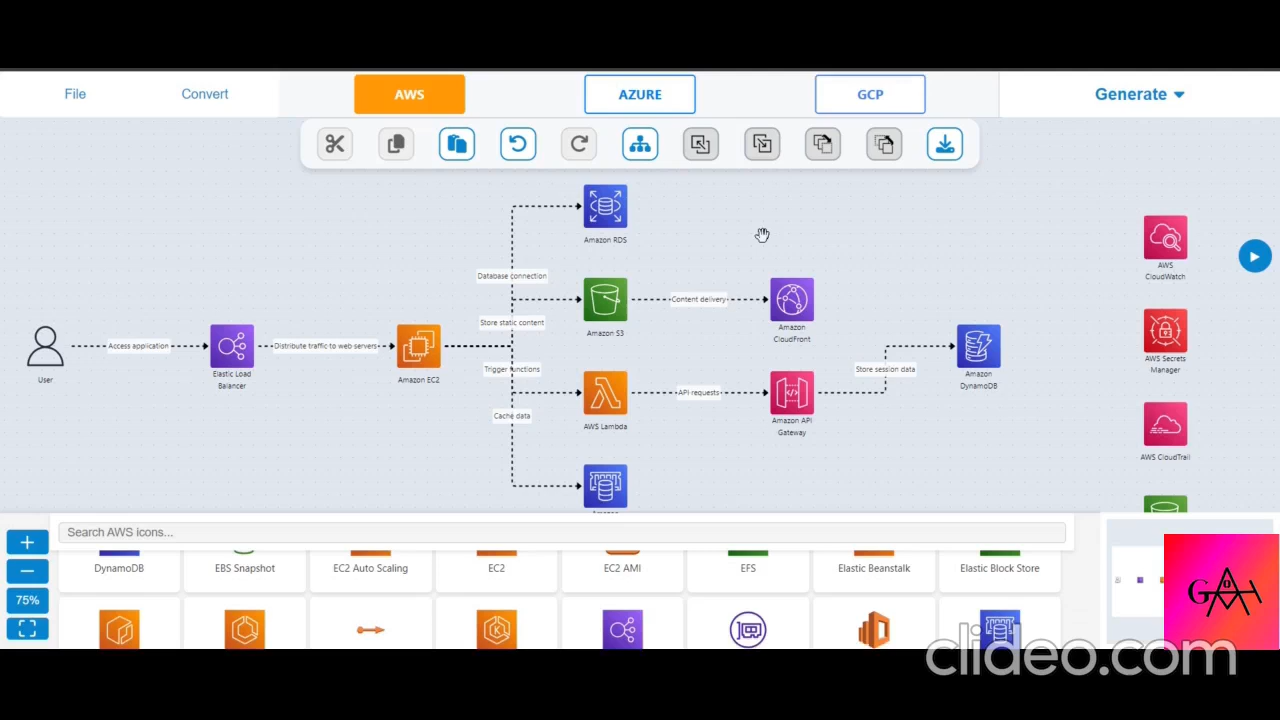 File
Convert
AWS
AZURE
GCP
Generate
Amazon RDS
Database connection
Amazon S3
Store static content
Content delivery
Amazon
CloudFront
User
Access application
Elastic Load
Balancer
Distribute traffic to web servers
Amazon EC2
Trigger functions
AWS Lambda
API requests
Amazon API
Gateway
Store session data
Amazon
DynamoDB
Cache data
AWS
CloudWatch
AWS Secrets
Manager
AWS CloudTrail
Search AWS icons...
DynamoDB
EBS Snapshot
EC2 Auto Scaling
EC2
EC2 AMI
EFS
Elastic Beanstalk
Elastic Block Store
75%
clideo.com